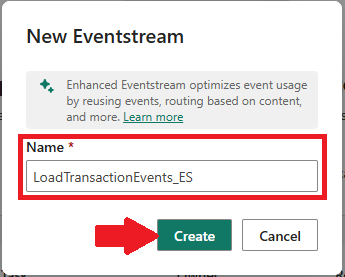 New Eventstream
Enhanced Eventstream optimizes event usage
by reusing events, routing based on content,
and more. Learn more
Name *
LoadTransactionEvents_ES
Create Cancel